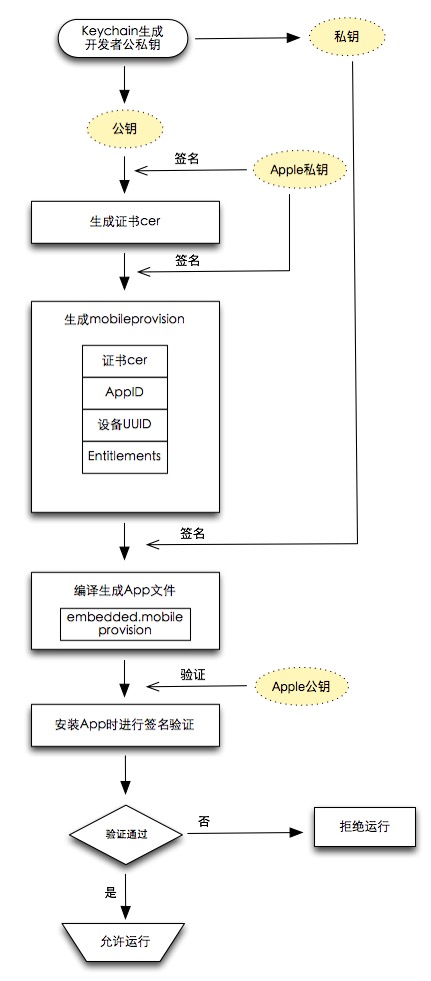 Keychain生成
开发者公私钥
私钥
公钥
签名
Apple私钥
生成证书cer
签名
生成mobileprovision
证书cer
AppID
设备UUID
Entitlements
签名
编译生成App文件
embedded.mobile
provision
验证
Apple公钥
安装App时进行签名验证
验证通过
否
拒绝运行
是
允许运行